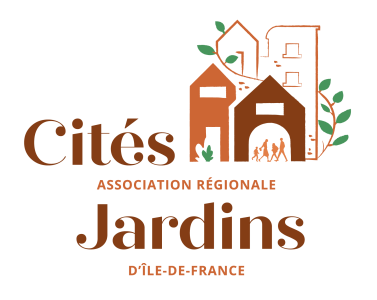 Cités
ASSOCIATION RÉGIONALE
Jardins
D'ÎLE-DE-FRANCE